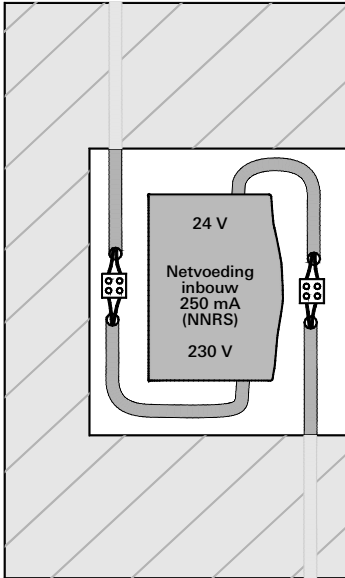 24 V
Netvoeding
inbouw
250 mA
(NNRS)
230 V